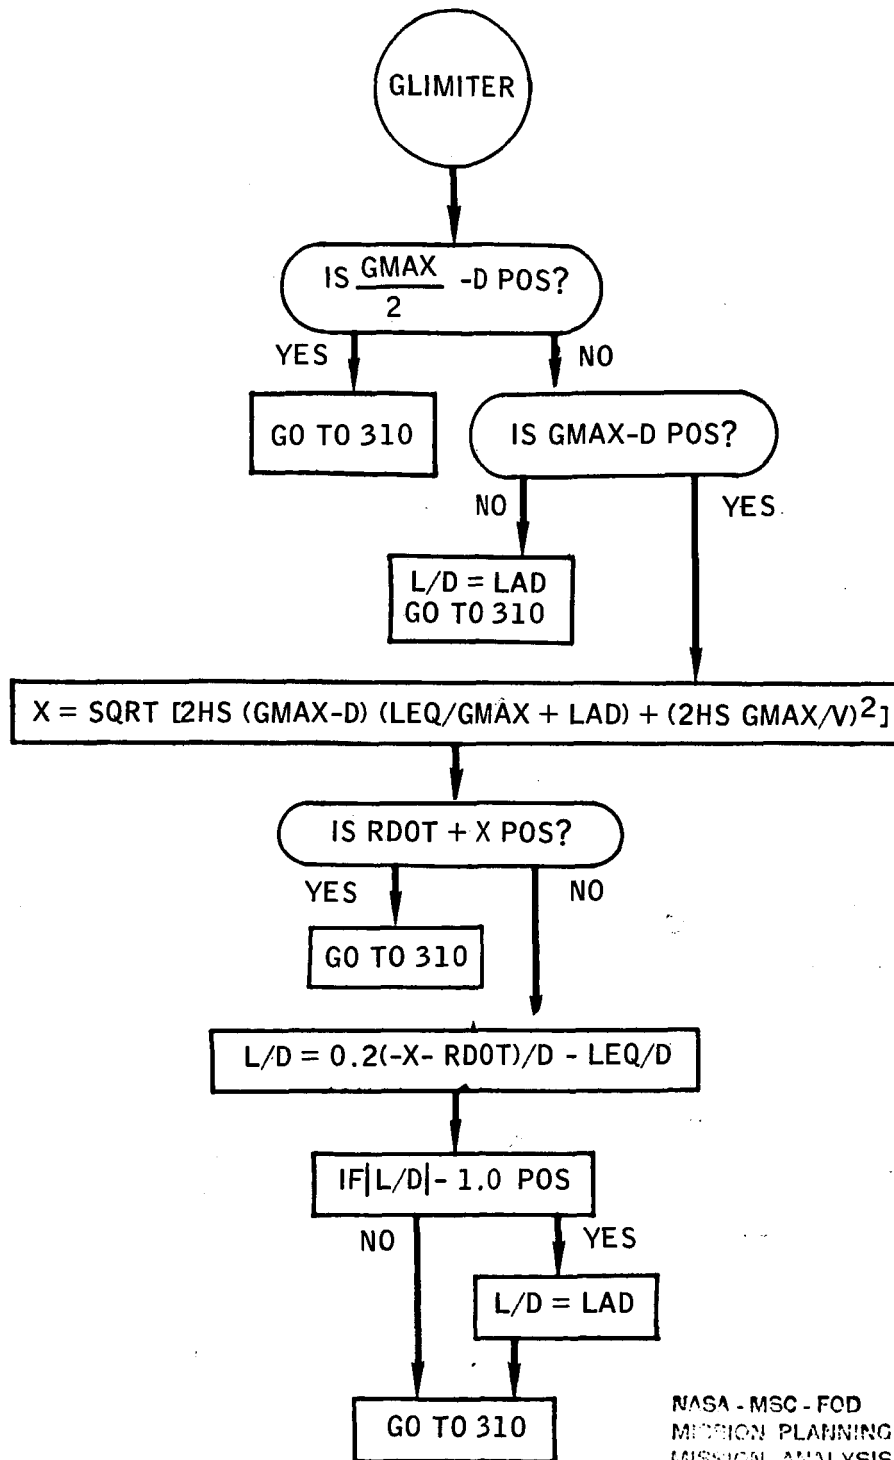 GLIMITER
IS GMAX/2 -D POS?
YES
NO
GO TO 310
IS GMAX-D POS?
NO
YES
L/D = LAD
GO TO 310
X = SQRT [2HS (GMAX-D) (LEQ/GMAX + LAD) + (2HS GMAX/V)²]
IS RDOT + X POS?
YES
NO
GO TO 310
L/D = 0.2(-X- RDOT)/D - LEQ/D
IF|L/D|- 1.0 POS
NO
YES
L/D = LAD
GO TO 310
NASA - MSC - FOD
MISSION PLANNING
MISSION ANALYSIS